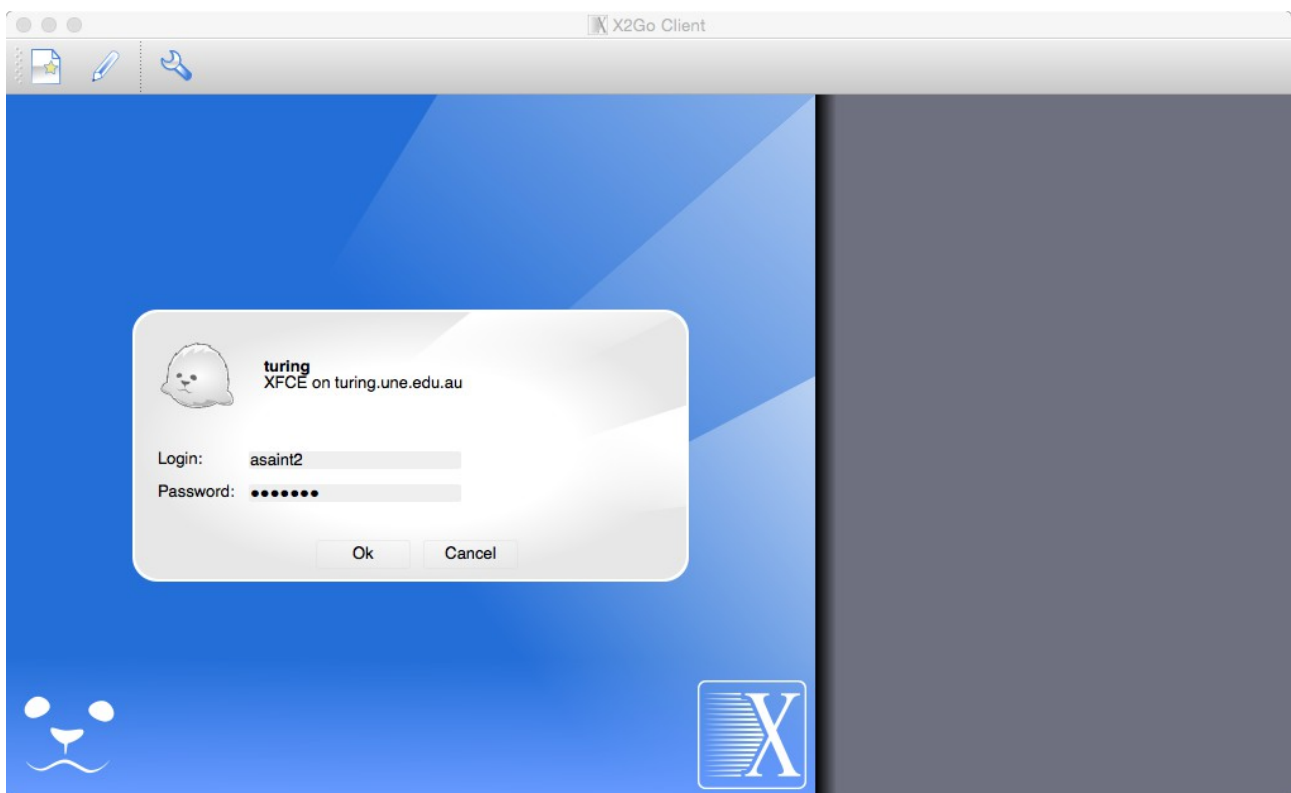 X2Go Client
turing
XFCE on turing.une.edu.au
Login: asaint2
Password: ●●●●●●●
Ok Cancel
X